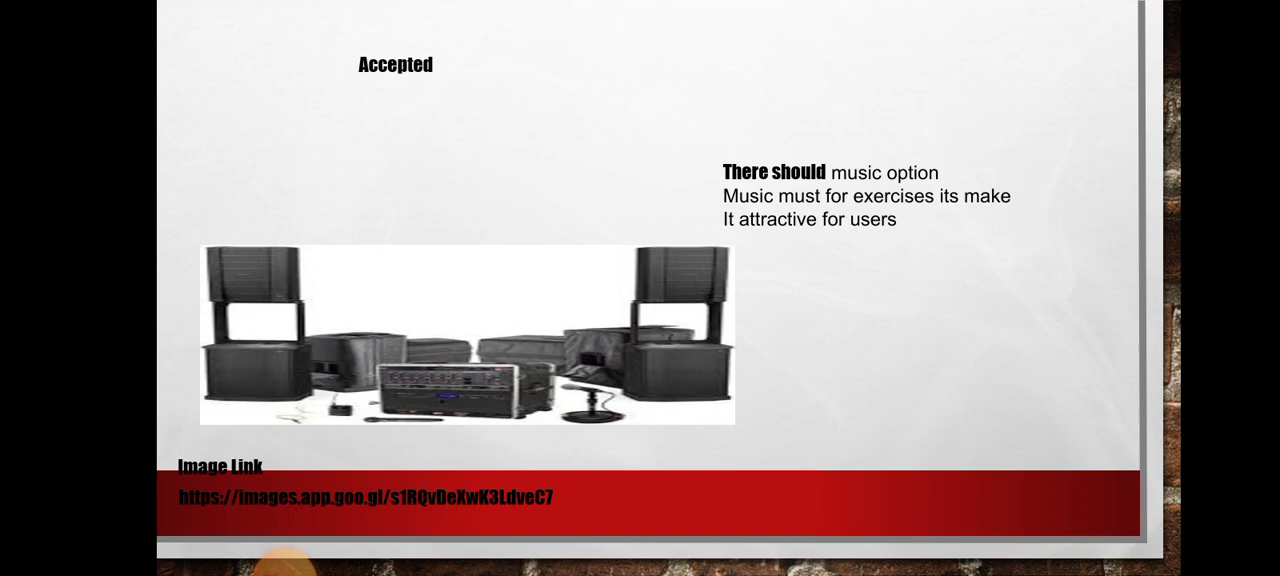 Accepted
There should music option
Music must for exercises its make
It attractive for users
Image Link
https://images.app.goo.gl/s1RQvDeXwK3LdveC7